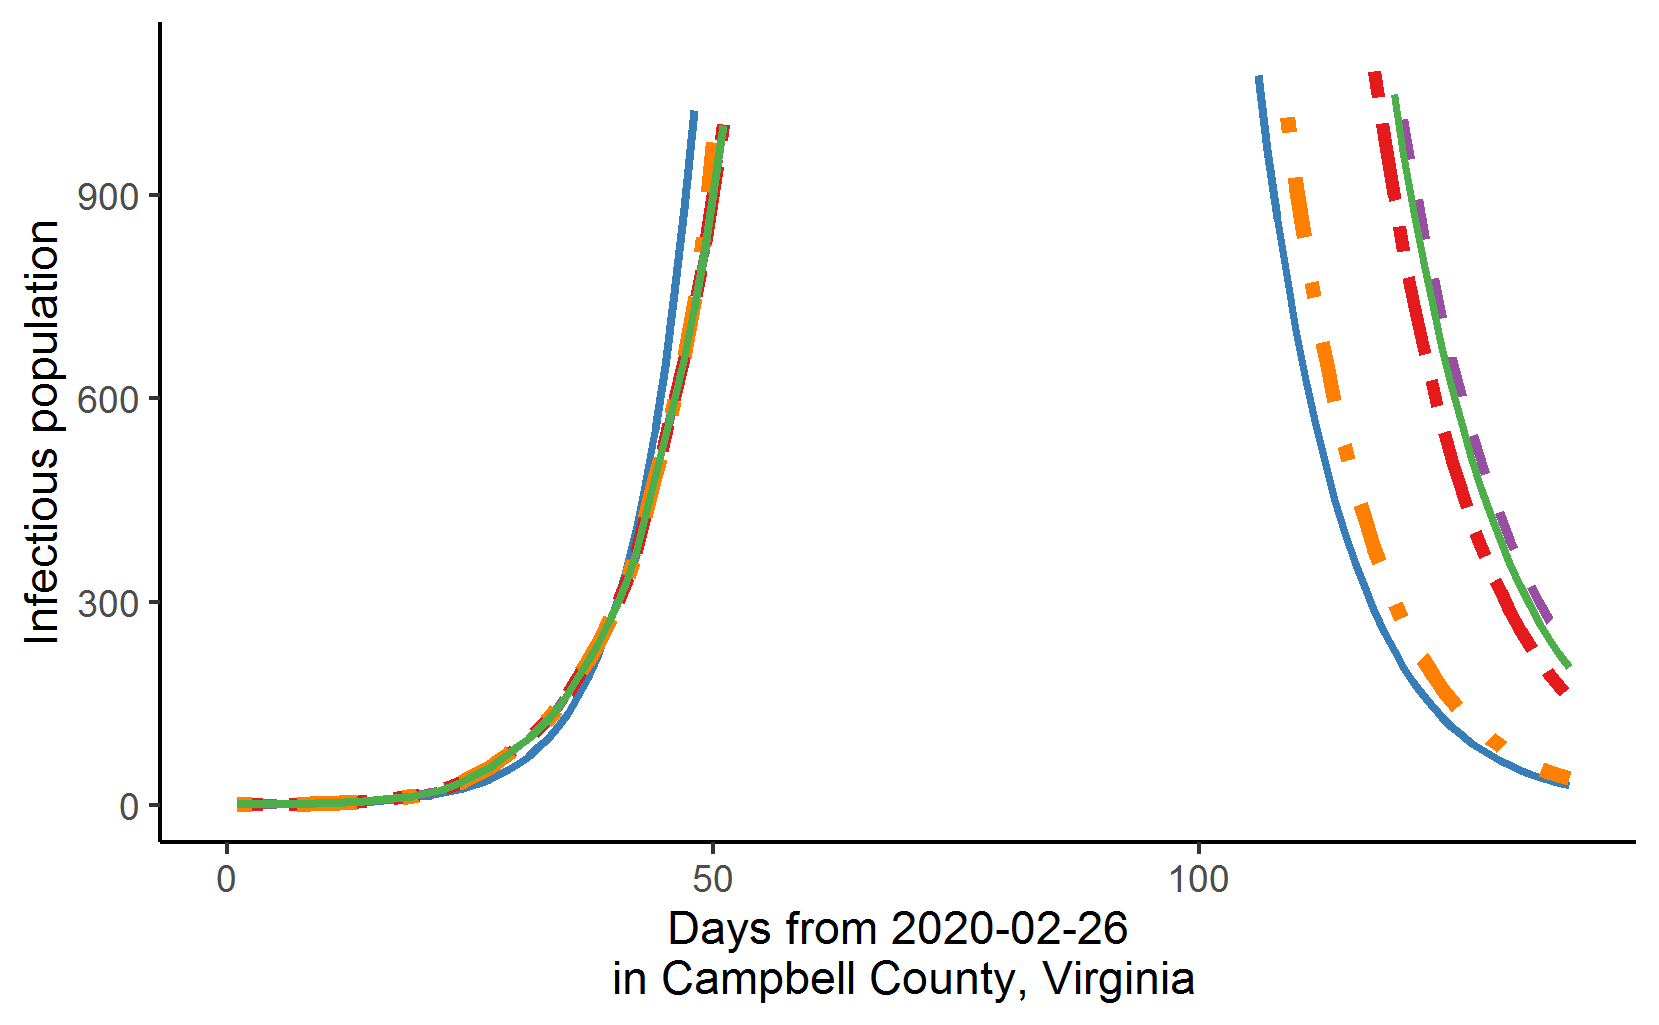 Infectious population
900
600
300
0
0
50
100
Days from 2020-02-26
in Campbell County, Virginia